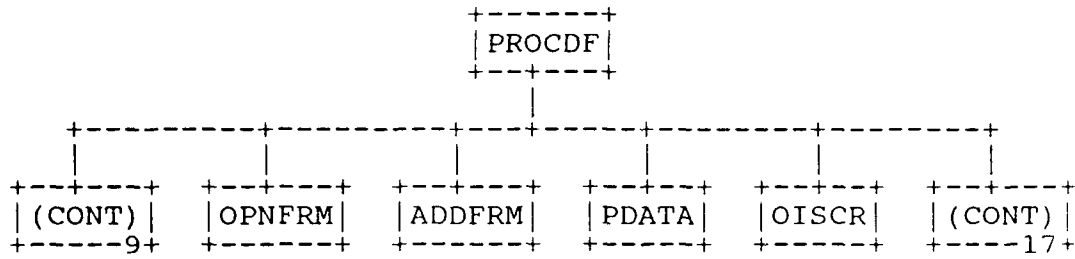 PROCDF
(CONT) OPNFRM ADDFRM PDATA OISCR (CONT)
9 17